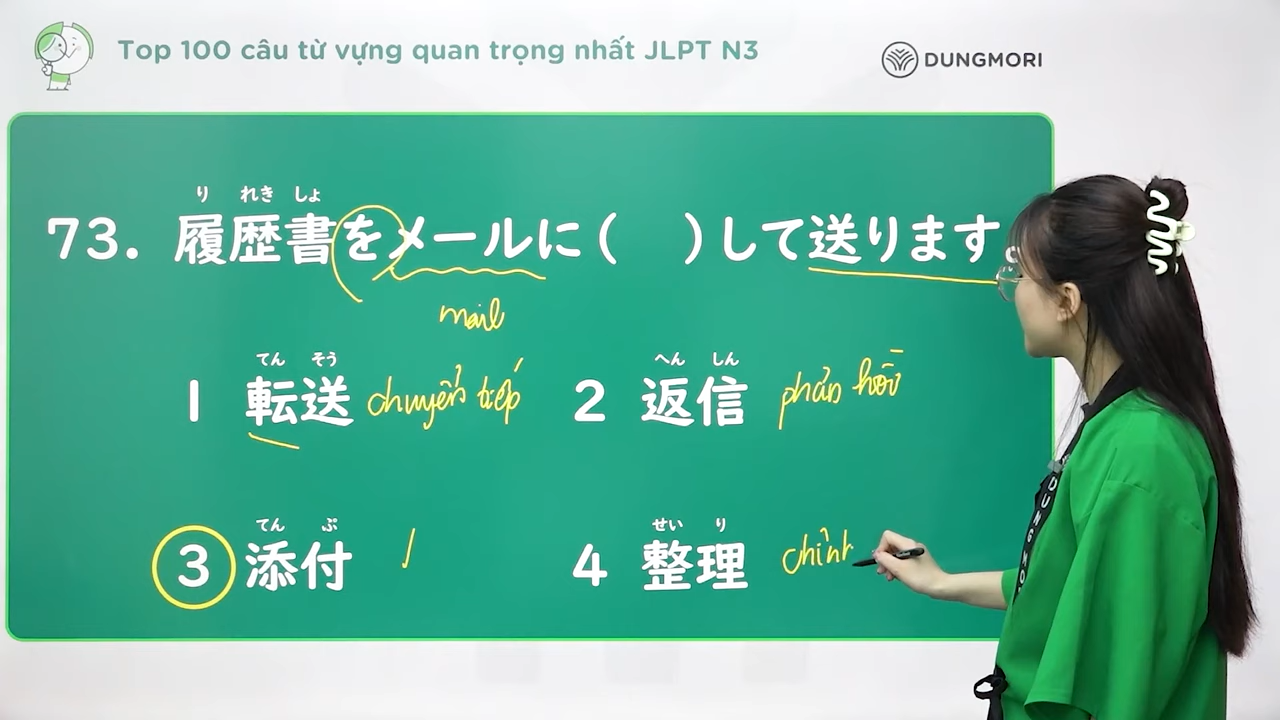 Top 100 câu từ vựng quan trọng nhất JLPT N3
DUNGMORI
り れき しょ
73. 履歴書をメールに( )して送ります。
mail
てん そう
1 転送 chuyển tiếp
へん しん
2 返信 phản hồi
てん ぷ
3 添付
せい り
4 整理 chỉnh
DUNG MO